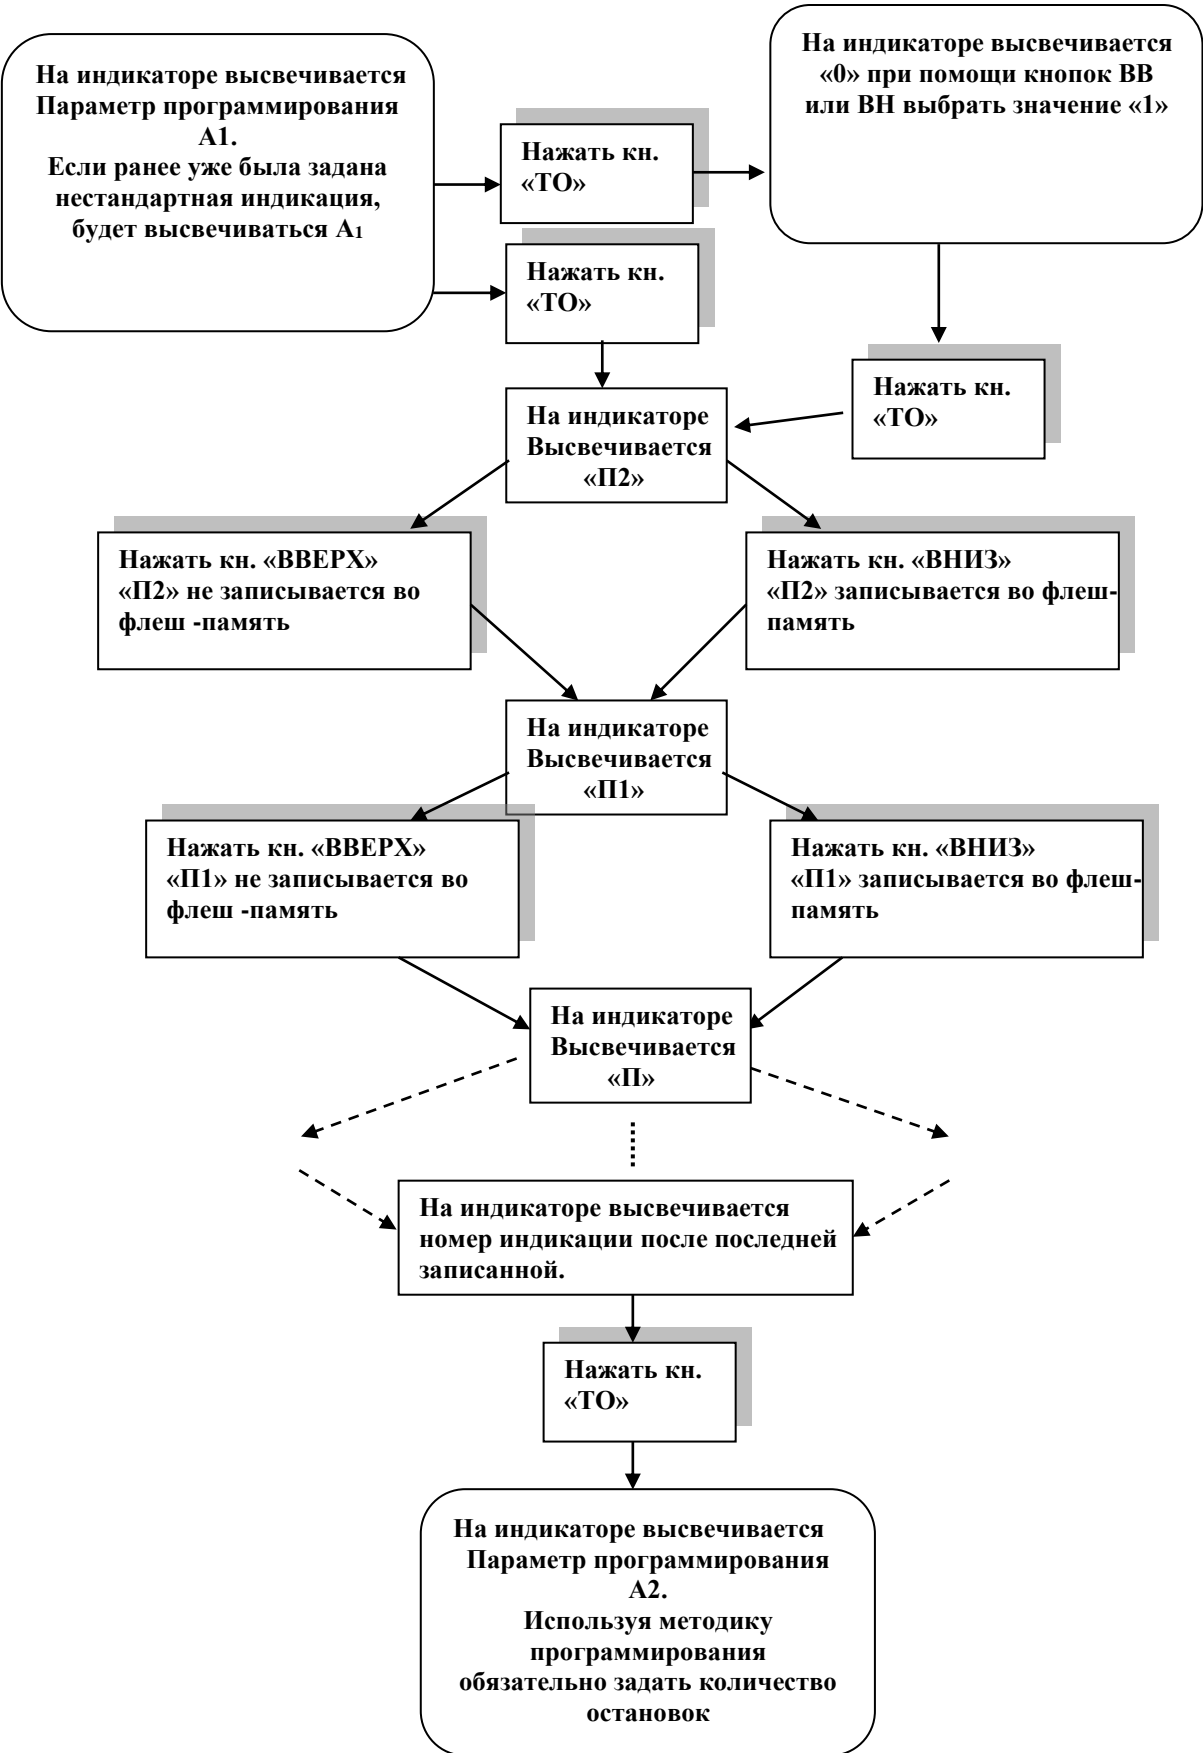 На индикаторе высвечивается
Параметр программирования
А1.
Если ранее уже была задана
нестандартная индикация,
будет высвечиваться А1
Нажать кн.
«ТО»
На индикаторе высвечивается
«0» при помощи кнопок ВВ
или ВН выбрать значение «1»
Нажать кн.
«ТО»
Нажать кн.
«ТО»
На индикаторе
Высвечивается
«П2»
Нажать кн. «ВВЕРХ»
«П2» не записывается во
флеш -память
Нажать кн. «ВНИЗ»
«П2» записывается во флеш-
память
На индикаторе
Высвечивается
«П1»
Нажать кн. «ВВЕРХ»
«П1» не записывается во
флеш -память
Нажать кн. «ВНИЗ»
«П1» записывается во флеш-
память
На индикаторе
Высвечивается
«П»
На индикаторе высвечивается
номер индикации после последней
записанной.
Нажать кн.
«ТО»
На индикаторе высвечивается
Параметр программирования
А2.
Используя методику
программирования
обязательно задать количество
остановок